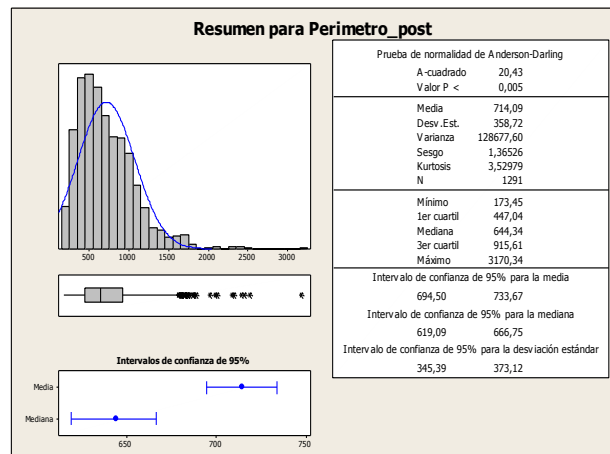 Resumen para Perimetro_post
500 1000 1500 2000 2500 3000
Intervalos de confianza de 95%
Media
Mediana
650 700 750
Prueba de normalidad de Anderson-Darling
A-cuadrado 20,43
Valor P < 0,005
Media 714,09
Desv.Est. 358,72
Varianza 128677,60
Sesgo 1,36526
Kurtosis 3,52979
N 1291
Mínimo 173,45
1er cuartil 447,04
Mediana 644,34
3er cuartil 915,61
Máximo 3170,34
Intervalo de confianza de 95% para la media
694,50 733,67
Intervalo de confianza de 95% para la mediana
619,09 666,75
Intervalo de confianza de 95% para la desviación estándar
345,39 373,12